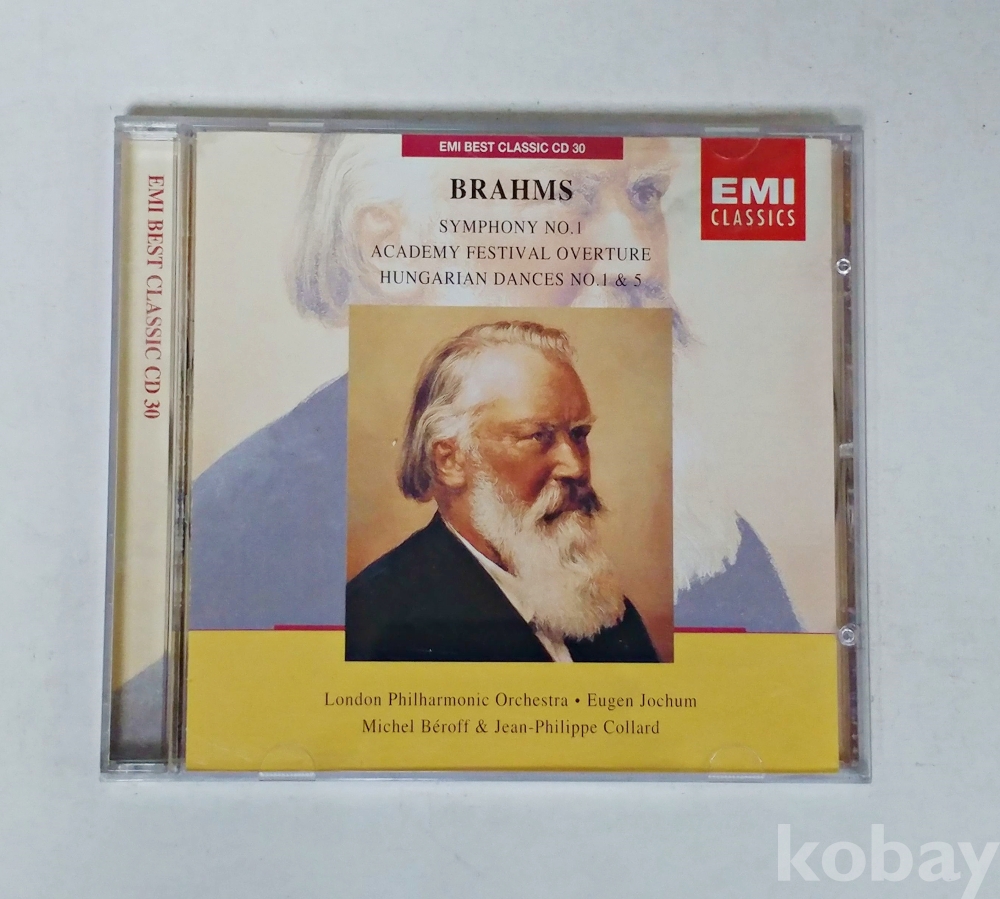 EMI BEST CLASSIC CD 30
EMI BEST CLASSIC CD 30
BRAHMS
EMI
CLASSICS
SYMPHONY NO.1
ACADEMY FESTIVAL OVERTURE
HUNGARIAN DANCES NO.1 & 5
London Philharmonic Orchestra • Eugen Jochum
Michel Béroff & Jean-Philippe Collard
kobay